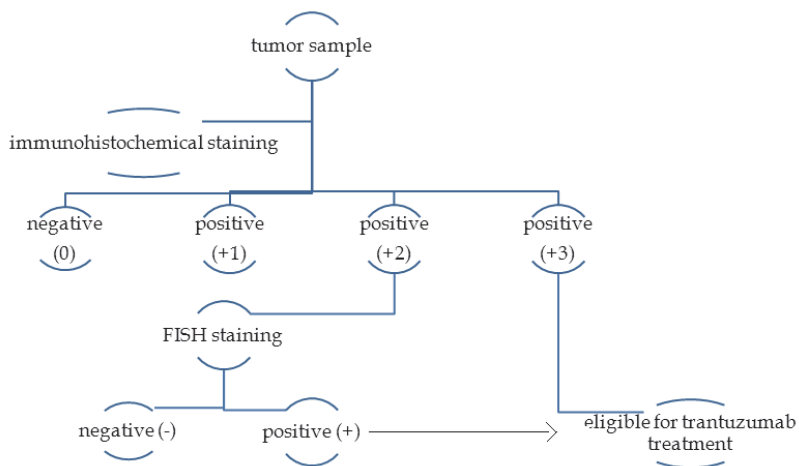 tumor sample
immunohistochemical staining
negative
(0)
positive
(+1)
positive
(+2)
positive
(+3)
FISH staining
negative (-)
positive (+)
eligible for trantuzumab
treatment